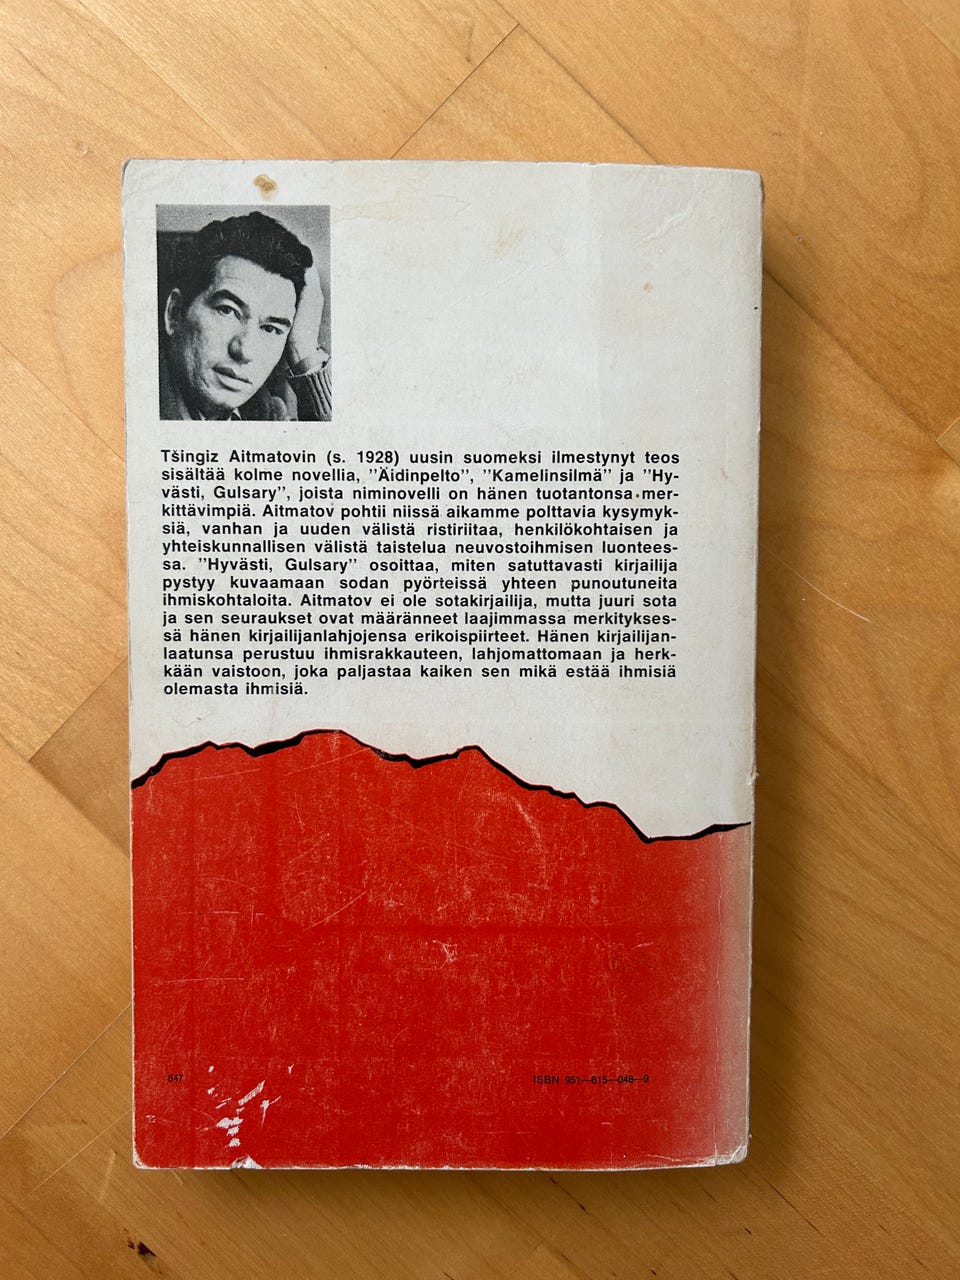 Tšingiz Aitmatovin (s. 1928) uusin suomeksi ilmestynyt teos
sisältää kolme novellia, ”Äidinpelto”, ”Kamelinsilmä” ja ”Hy-
västi, Gulsary”, joista niminovelli on hänen tuotantonsa mer-
kittävimpiä. Aitmatov pohtii niissä aikamme polttavia kysymyk-
siä, vanhan ja uuden välistä ristiriitaa, henkilökohtaisen ja
yhteiskunnallisen välistä taistelua neuvostoihmisen luontees-
sa. ”Hyvästi, Gulsary” osoittaa, miten satuttavasti kirjailija
pystyy kuvaamaan sodan pyörteissä yhteen punoutuneita
ihmiskohtaloita. Aitmatov ei ole sotakirjailija, mutta juuri sota
ja sen seuraukset ovat määränneet laajimmassa merkitykses-
sä hänen kirjailijanlahjojensa erikoispiirteet. Hänen kirjailijan-
laatunsa perustuu ihmisrakkauteen, lahjomattomaan ja herk-
kään vaistoon, joka paljastaa kaiken sen mikä estää ihmisiä
olemasta ihmisiä.
847
ISBN 951—615—048—9